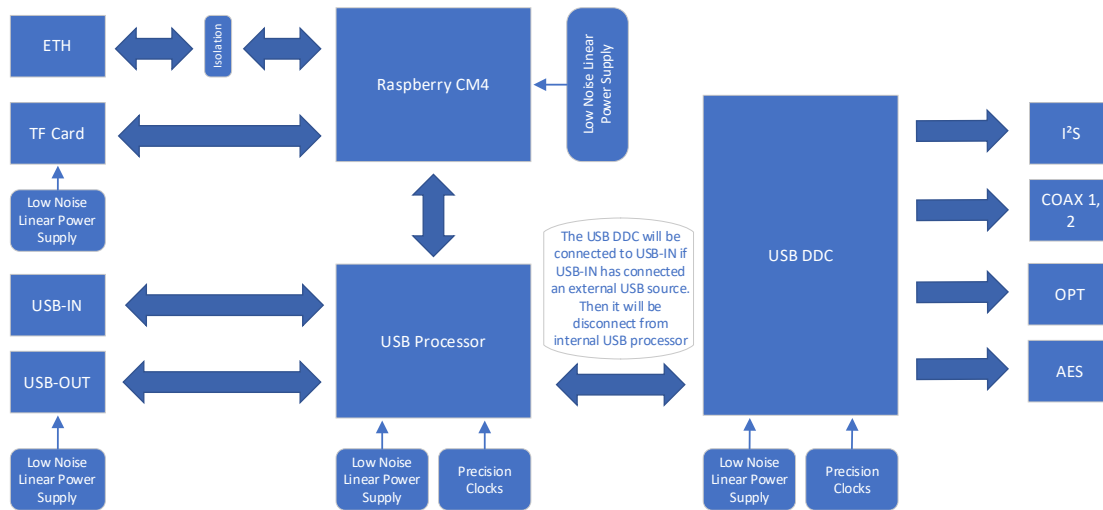 ETH
Isolation
Raspberry CM4
Low Noise Linear
Power Supply
TF Card
Low Noise
Linear Power
Supply
I²S
COAX 1,
2
USB DDC
OPT
AES
The USB DDC will be
connected to USB-IN if
USB-IN has connected
an external USB source.
Then it will be
disconnect from
internal USB processor
USB-IN
USB Processor
USB-OUT
Low Noise
Linear Power
Supply
Low Noise
Linear Power
Supply
Precision
Clocks
Low Noise
Linear Power
Supply
Precision
Clocks